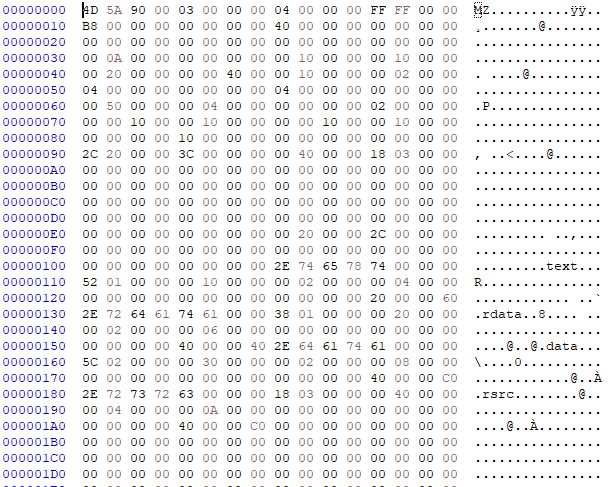 00000000 4D 5A 90 00 03 00 00 00 04 00 00 00 FF FF 00 00 MZ..........ÿÿ..
00000010 B8 00 00 00 00 00 00 00 40 00 00 00 00 00 00 00 ¸.......@.......
00000020 00 00 00 00 00 00 00 00 00 00 00 00 00 00 00 00 ................
00000030 00 0A 00 00 00 00 00 00 00 10 00 00 00 10 00 00 ................
00000040 00 20 00 00 00 00 40 00 00 10 00 00 00 02 00 00 . ....@.........
00000050 04 00 00 00 00 00 00 00 04 00 00 00 00 00 00 00 ................
00000060 00 50 00 00 00 04 00 00 00 00 00 00 02 00 00 00 .P..............
00000070 00 00 10 00 00 10 00 00 00 00 10 00 00 10 00 00 ................
00000080 00 00 00 00 10 00 00 00 00 00 00 00 00 00 00 00 ................
00000090 2C 20 00 00 3C 00 00 00 00 40 00 00 18 03 00 00 , ..<....@......
000000A0 00 00 00 00 00 00 00 00 00 00 00 00 00 00 00 00 ................
000000B0 00 00 00 00 00 00 00 00 00 00 00 00 00 00 00 00 ................
000000C0 00 00 00 00 00 00 00 00 00 00 00 00 00 00 00 00 ................
000000D0 00 00 00 00 00 00 00 00 00 00 00 00 00 00 00 00 ................
000000E0 00 00 00 00 00 00 00 00 00 20 00 00 2C 00 00 00 ......... ..,...
000000F0 00 00 00 00 00 00 00 00 00 00 00 00 00 00 00 00 ................
00000100 00 00 00 00 00 00 00 00 2E 74 65 78 74 00 00 00 .........text...
00000110 52 01 00 00 00 10 00 00 00 02 00 00 00 04 00 00 R...............
00000120 00 00 00 00 00 00 00 00 00 00 00 00 20 00 00 60 ............ ..`
00000130 2E 72 64 61 74 61 00 00 38 01 00 00 00 20 00 00 .rdata..8.... ..
00000140 00 02 00 00 00 06 00 00 00 00 00 00 00 00 00 00 ................
00000150 00 00 00 00 40 00 00 40 2E 64 61 74 61 00 00 00 ....@..@.data...
00000160 5C 02 00 00 00 30 00 00 00 02 00 00 00 08 00 00 \....0..........
00000170 00 00 00 00 00 00 00 00 00 00 00 00 40 00 00 C0 ............@..À
00000180 2E 72 73 72 63 00 00 00 18 03 00 00 00 40 00 00 .rsrc........@..
00000190 00 04 00 00 00 0A 00 00 00 00 00 00 00 00 00 00 ................
000001A0 00 00 00 00 40 00 00 C0 00 00 00 00 00 00 00 00 ....@..À........
000001B0 00 00 00 00 00 00 00 00 00 00 00 00 00 00 00 00 ................
000001C0 00 00 00 00 00 00 00 00 00 00 00 00 00 00 00 00 ................
000001D0 00 00 00 00 00 00 00 00 00 00 00 00 00 00 00 00 ................